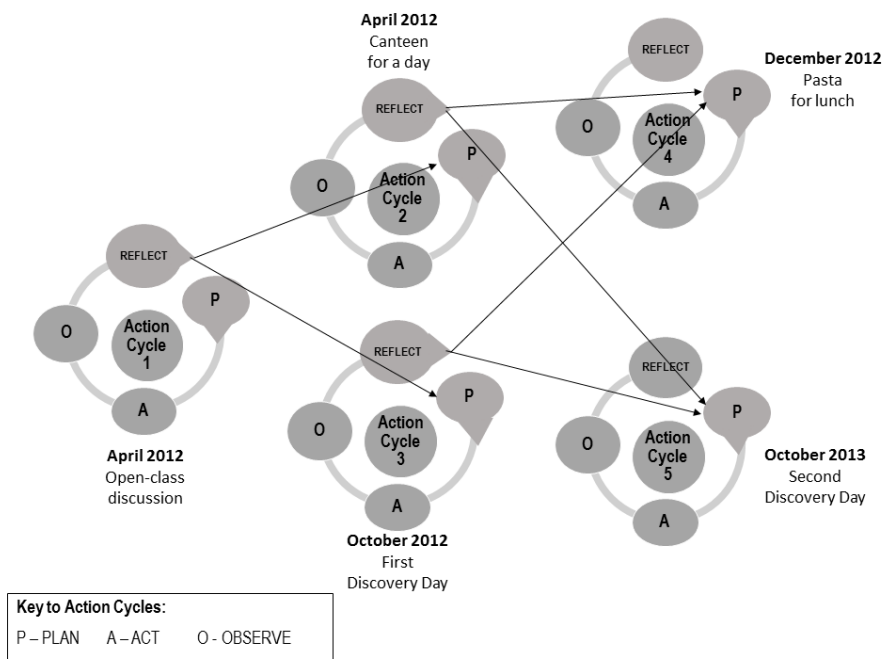 April 2012
Canteen
for a day
REFLECT
P
O
Action
Cycle
2
A
REFLECT
P
O
Action
Cycle
4
A
December 2012
Pasta
for lunch
REFLECT
P
O
Action
Cycle
1
A
April 2012
Open-class
discussion
REFLECT
P
O
Action
Cycle
3
A
October 2012
First
Discovery Day
REFLECT
P
O
Action
Cycle
5
A
October 2013
Second
Discovery Day
Key to Action Cycles:
P – PLAN A – ACT O - OBSERVE